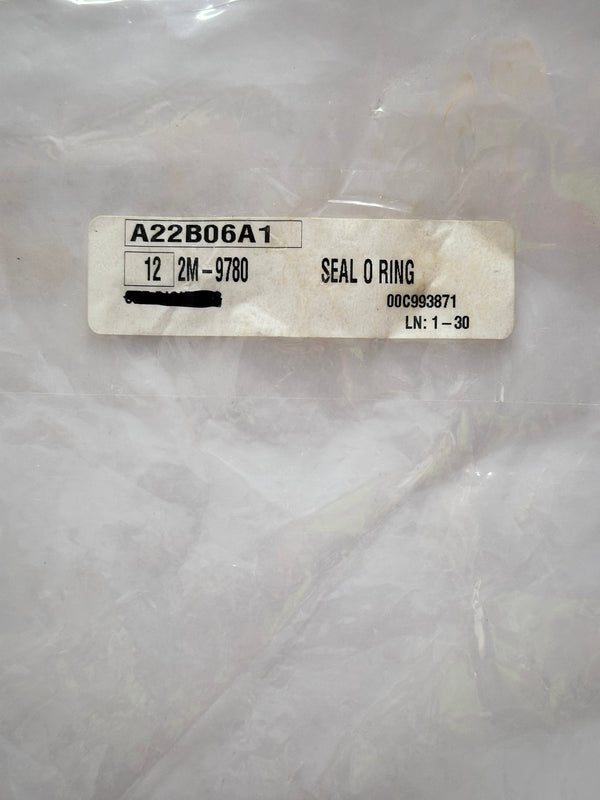 A22B06A1
12 2M-9780 SEAL O RING
00C993871
LN: 1-30